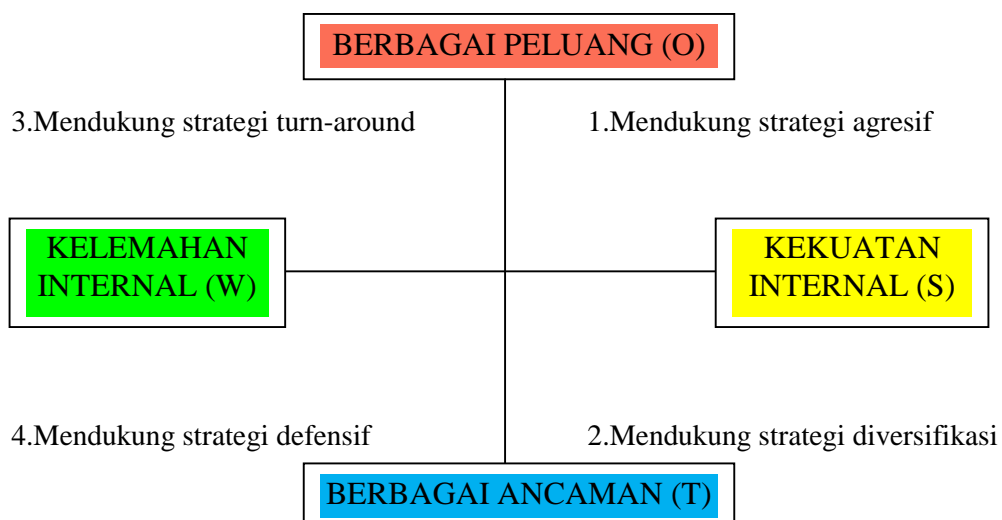 BERBAGAI PELUANG (O)
3.Mendukung strategi turn-around
1.Mendukung strategi agresif
KELEMAHAN
INTERNAL (W)
KEKUATAN
INTERNAL (S)
4.Mendukung strategi defensif
2.Mendukung strategi diversifikasi
BERBAGAI ANCAMAN (T)